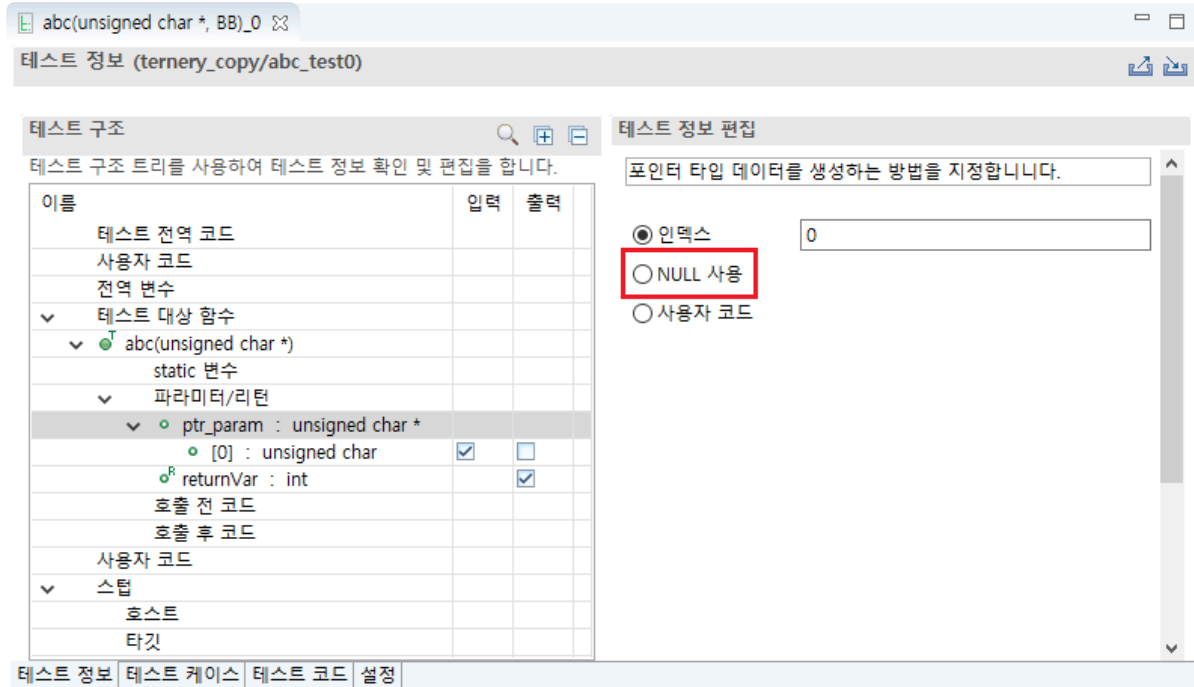 abc(unsigned char *, BB)_0
테스트 정보 (ternery_copy/abc_test0)
테스트 구조
테스트 구조 트리를 사용하여 테스트 정보 확인 및 편집을 합니다.
이름 입력 출력
테스트 전역 코드
사용자 코드
전역 변수
테스트 대상 함수
T abc(unsigned char *)
static 변수
파라미터/리턴
ptr_param : unsigned char *
[0] : unsigned char
R returnVar : int
호출 전 코드
호출 후 코드
사용자 코드
스텁
호스트
타깃
테스트 정보 편집
포인터 타입 데이터를 생성하는 방법을 지정합니니다.
인덱스 0
NULL 사용
사용자 코드
테스트 정보 테스트 케이스 테스트 코드 설정